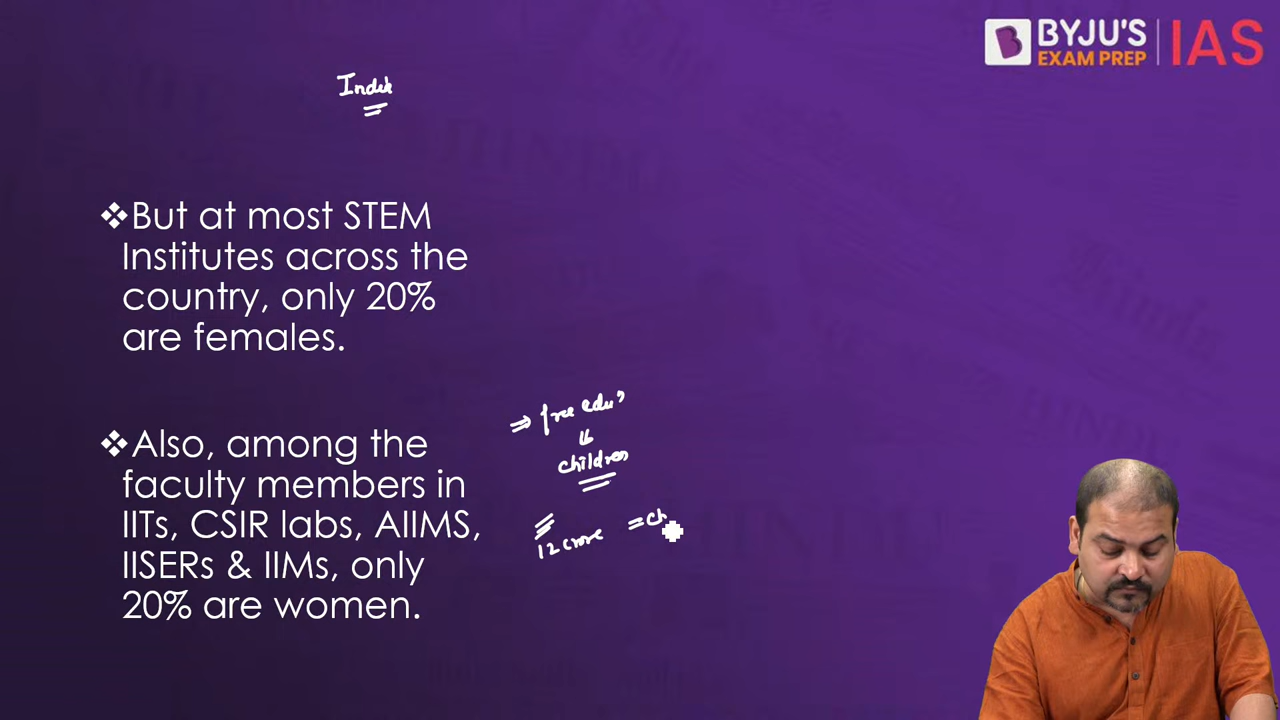 BYJU'S
EXAM PREP
IAS
❖But at most STEM
Institutes across the
country, only 20%
are females.
⇒ free edu
children
❖Also, among the
faculty members in
IITs, CSIR labs, AIIMS,
IISERs & IIMs, only
20% are women.
12 crore = ch